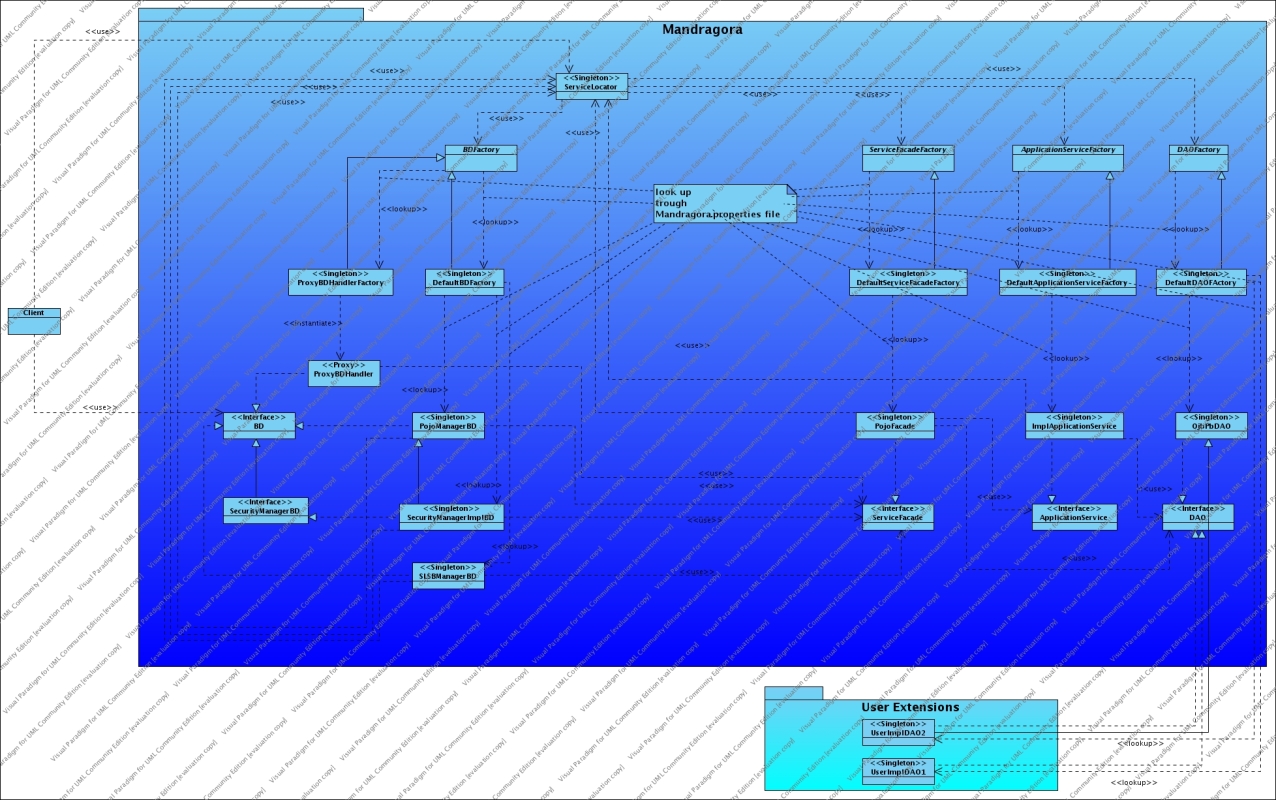 Mandragora
<<use>>
<<use>>
<<Singleton>>
ServiceLocator
<<use>>
<<use>>
<<use>>
<<use>>
<<use>>
<<use>>
<<use>>
BDFactory
ServiceFacadeFactory
ApplicationServiceFactory
DAOFactory
look up
trough
Mandragora.properties file
<<lookup>>
<<lookup>>
<<lookup>>
<<lookup>>
<<lookup>>
<<Singleton>>
ProxyBDHandlerFactory
<<Singleton>>
DefaultBDFactory
<<Singleton>>
DefaultServiceFacadeFactory
<<Singleton>>
DefaultApplicationServiceFactory
<<Singleton>>
DefaultDAOFactory
Client
<<instantiate>>
<<use>>
<<lookup>>
<<lookup>>
<<lookup>>
<<Proxy>>
ProxyBDHandler
<<lookup>>
<<use>>
<<Interface>>
BD
<<Singleton>>
PojoManagerBD
<<Singleton>>
PojoFacade
<<Singleton>>
ImplApplicationService
<<Singleton>>
OjbPbDAO
<<use>>
<<use>>
<<lookup>>
<<use>>
<<use>>
<<Interface>>
SecurityManagerBD
<<Singleton>>
SecurityManagerImplBD
<<use>>
<<Interface>>
ServiceFacade
<<Interface>>
ApplicationService
<<Interface>>
DAO
<<lookup>>
<<use>>
<<Singleton>>
SLSBManagerBD
<<use>>
User Extensions
<<Singleton>>
UserImplDAO2
<<lookup>>
<<Singleton>>
UserImplDAO1
<<lookup>>
Visual Paradigm for UML Community Edition [evaluation copy]